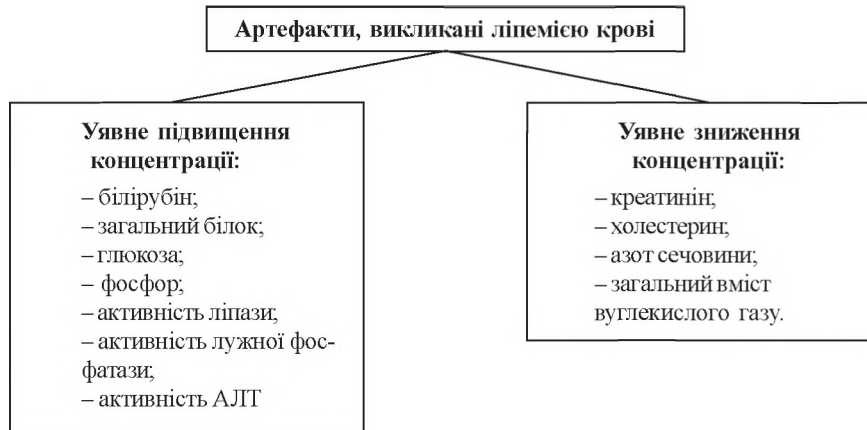 Артефакти, викликані ліпемією крові
Уявне підвищення
концентрації:
– білірубін;
– загальний білок;
– глюкоза;
– фосфор;
– активність ліпази;
– активність лужної фос-
фатази;
– активність АЛТ
Уявне зниження
концентрації:
– креатинін;
– холестерин;
– азот сечовини;
– загальний вміст
вуглекислого газу.